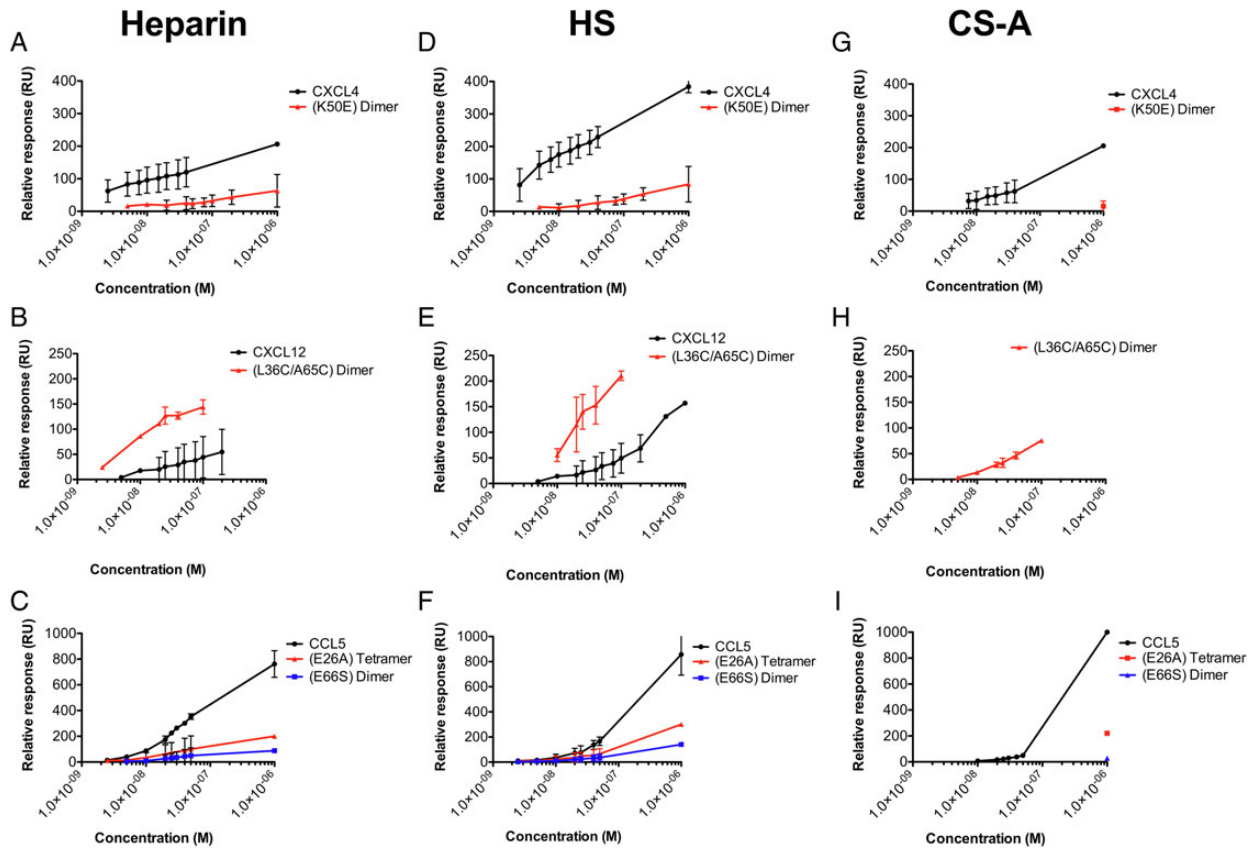 Heparin
HS
CS-A
A
Relative response (RU)
400
300
200
100
0
CXCL4
(K50E) Dimer
1.0×10⁻⁰⁹
1.0×10⁻⁰⁸
1.0×10⁻⁰⁷
1.0×10⁻⁰⁶
Concentration (M)
D
Relative response (RU)
400
300
200
100
0
CXCL4
(K50E) Dimer
1.0×10⁻⁰⁹
1.0×10⁻⁰⁸
1.0×10⁻⁰⁷
1.0×10⁻⁰⁶
Concentration (M)
G
Relative response (RU)
400
300
200
100
0
CXCL4
(K50E) Dimer
1.0×10⁻⁰⁹
1.0×10⁻⁰⁸
1.0×10⁻⁰⁷
1.0×10⁻⁰⁶
Concentration (M)
B
Relative response (RU)
250
200
150
100
50
0
CXCL12
(L36C/A65C) Dimer
1.0×10⁻⁰⁹
1.0×10⁻⁰⁸
1.0×10⁻⁰⁷
1.0×10⁻⁰⁶
Concentration (M)
E
Relative response (RU)
250
200
150
100
50
0
CXCL12
(L36C/A65C) Dimer
1.0×10⁻⁰⁹
1.0×10⁻⁰⁸
1.0×10⁻⁰⁷
1.0×10⁻⁰⁶
Concentration (M)
H
Relative response (RU)
250
200
150
100
50
0
(L36C/A65C) Dimer
1.0×10⁻⁰⁹
1.0×10⁻⁰⁸
1.0×10⁻⁰⁷
1.0×10⁻⁰⁶
Concentration (M)
C
Relative response (RU)
1000
800
600
400
200
0
CCL5
(E26A) Tetramer
(E66S) Dimer
1.0×10⁻⁰⁹
1.0×10⁻⁰⁸
1.0×10⁻⁰⁷
1.0×10⁻⁰⁶
Concentration (M)
F
Relative response (RU)
1000
800
600
400
200
0
CCL5
(E26A) Tetramer
(E66S) Dimer
1.0×10⁻⁰⁹
1.0×10⁻⁰⁸
1.0×10⁻⁰⁷
1.0×10⁻⁰⁶
Concentration (M)
I
Relative response (RU)
1000
800
600
400
200
0
CCL5
(E26A) Tetramer
(E66S) Dimer
1.0×10⁻⁰⁹
1.0×10⁻⁰⁸
1.0×10⁻⁰⁷
1.0×10⁻⁰⁶
Concentration (M)